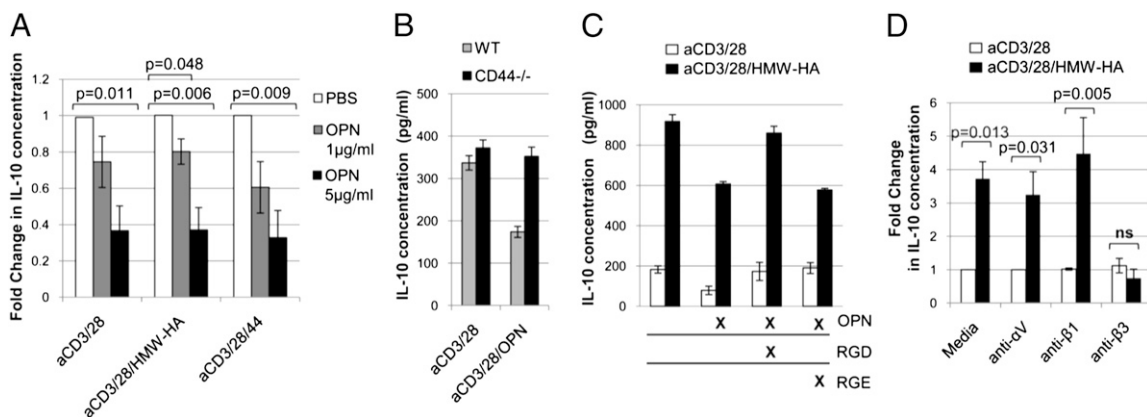 A
Fold Change in IL-10 concentration
1.2
1
0.8
0.6
0.4
0.2
0
p=0.048
p=0.011
p=0.006
p=0.009
PBS
OPN
1µg/ml
OPN
5µg/ml
aCD3/28
aCD3/28/HMW-HA
aCD3/28/44
B
WT
CD44-/-
IL-10 concentration (pg/ml)
500
450
400
350
300
250
200
150
100
50
0
aCD3/28
aCD3/28/OPN
C
aCD3/28
aCD3/28/HMW-HA
IL-10 concentration (pg/ml)
1000
800
600
400
200
0
X X X OPN
X RGD
X RGE
D
aCD3/28
aCD3/28/HMW-HA
Fold Change
in IL-10 concentration
6
5
4
3
2
1
0
p=0.005
p=0.013
p=0.031
ns
Media
anti-αV
anti-β1
anti-β3